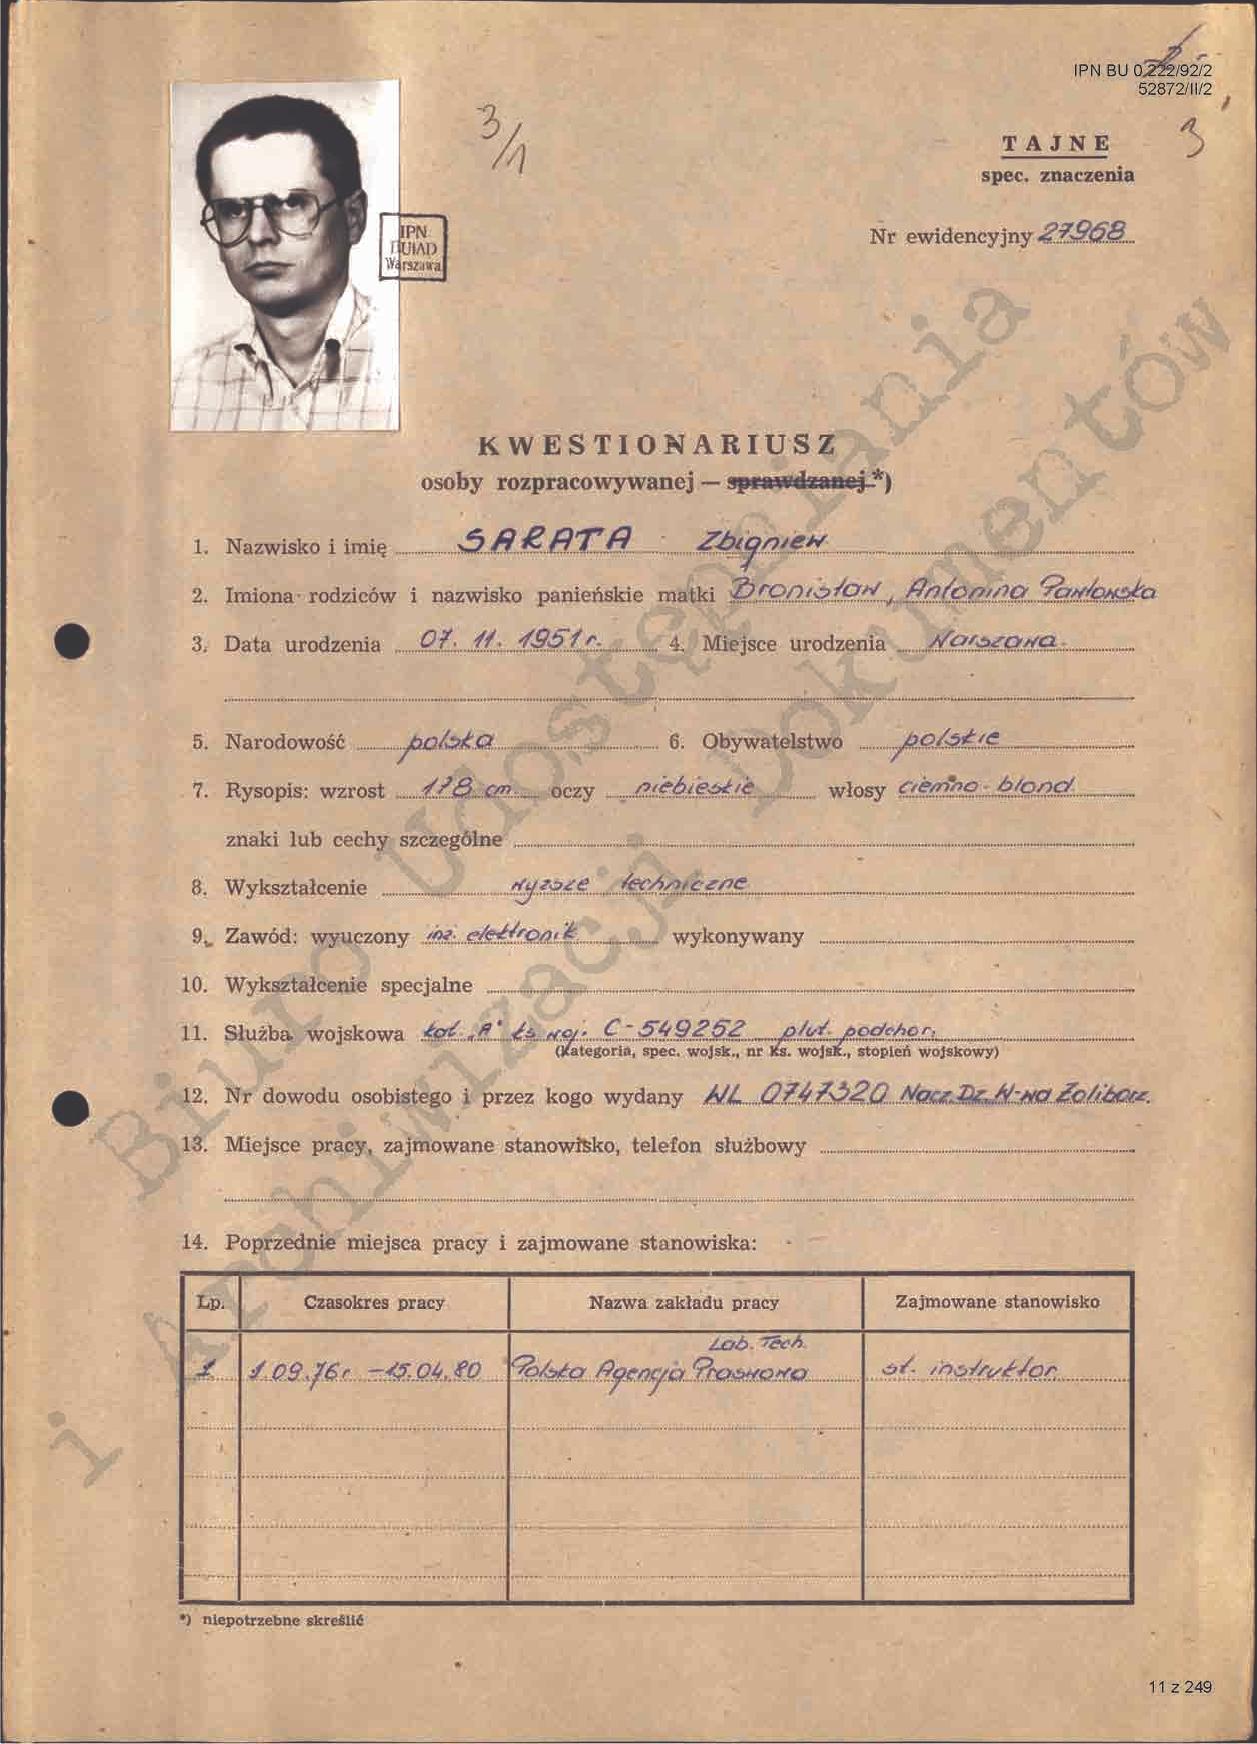 IPN BU 0 222/92/2
52872/II/2
3
3/1
TAJNE
spec. znaczenia
IPN
BUIAD
Warszawa
Nr ewidencyjny 27968
KWESTIONARIUSZ
osoby rozpracowywanej — sprawdzanej *)
1. Nazwisko i imię SARATA Zbigniew
2. Imiona rodziców i nazwisko panieńskie matki Bronisław, Antonina Pawłowska
3. Data urodzenia 07. 11. 1951 r. 4. Miejsce urodzenia Warszawa
5. Narodowość polska 6. Obywatelstwo polskie
7. Rysopis: wzrost 178 cm. oczy niebieskie włosy ciemno-blond
znaki lub cechy szczególne
8. Wykształcenie wyższe techniczne
9. Zawód: wyuczony inż. elektronik wykonywany
10. Wykształcenie specjalne
11. Służba wojskowa kat. "A" ks. woj. C-549252 plut. podchor.
(kategoria, spec. wojsk., nr ks. wojsk., stopień wojskowy)
12. Nr dowodu osobistego i przez kogo wydany WL 0747320 Nacz. Dz. W-wa Żoliborz.
13. Miejsce pracy, zajmowane stanowisko, telefon służbowy
14. Poprzednie miejsca pracy i zajmowane stanowiska:
Lp. Czasokres pracy Nazwa zakładu pracy Zajmowane stanowisko
Lab. Tech.
1 1.09.76r - 15.04.80 Polska Agencja Prasowa st. instruktor
*) niepotrzebne skreślić
Biuro Udostępniania
i Archiwizacji Dokumentów
11 z 249